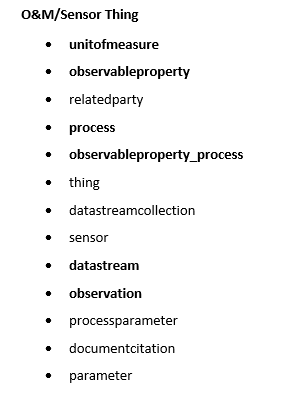 O&M/Sensor Thing
• unitofmeasure
• observableproperty
• relatedparty
• process
• observableproperty_process
• thing
• datastreamcollection
• sensor
• datastream
• observation
• processparameter
• documentcitation
• parameter